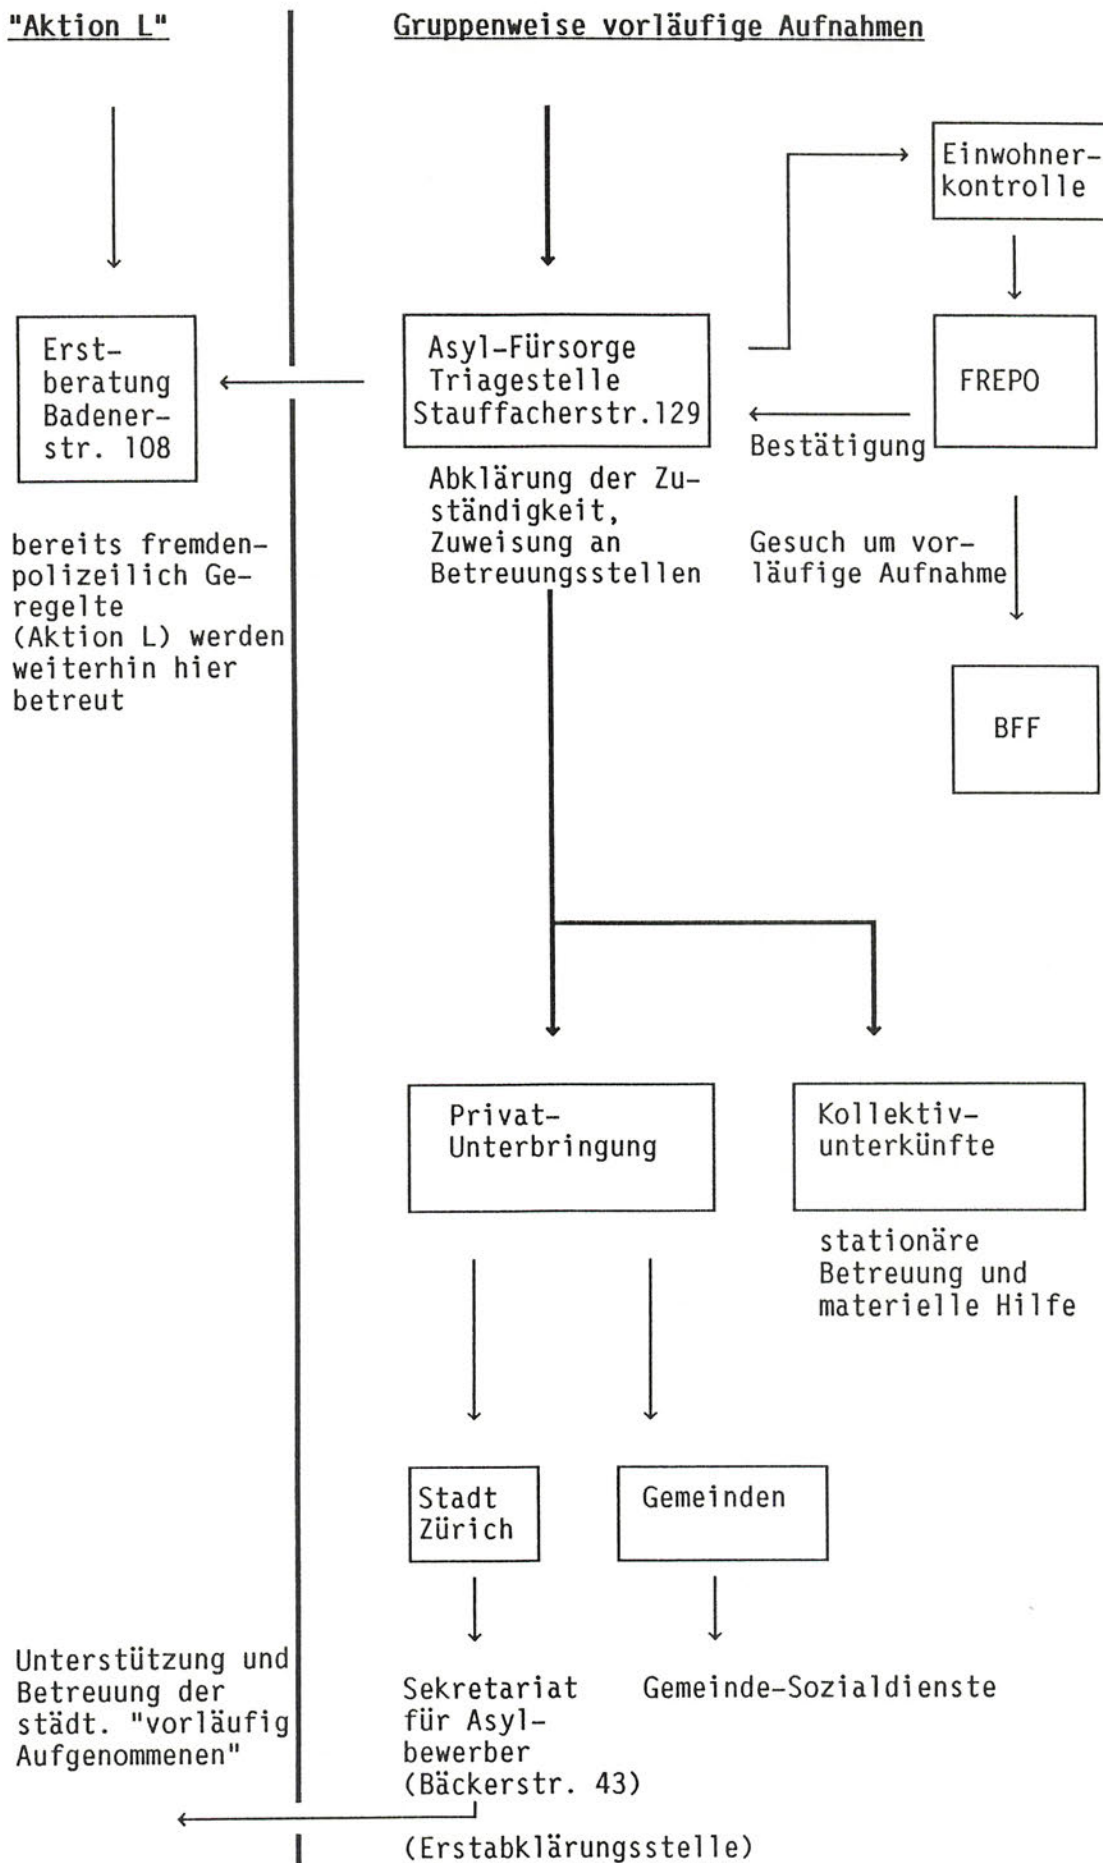 "Aktion L"
Gruppenweise vorläufige Aufnahmen
Einwohner-
kontrolle
Erst-
beratung
Badener-
str. 108
Asyl-Fürsorge
Triagestelle
Stauffacherstr.129
FREPO
Bestätigung
Abklärung der Zu-
ständigkeit,
Zuweisung an
Betreuungsstellen
bereits fremden-
polizeilich Ge-
regelte
(Aktion L) werden
weiterhin hier
betreut
Gesuch um vor-
läufige Aufnahme
BFF
Privat-
Unterbringung
Kollektiv-
unterkünfte
stationäre
Betreuung und
materielle Hilfe
Stadt
Zürich
Gemeinden
Unterstützung und
Betreuung der
städt. "vorläufig
Aufgenommenen"
Sekretariat
für Asyl-
bewerber
(Bäckerstr. 43)
Gemeinde-Sozialdienste
(Erstabklärungsstelle)